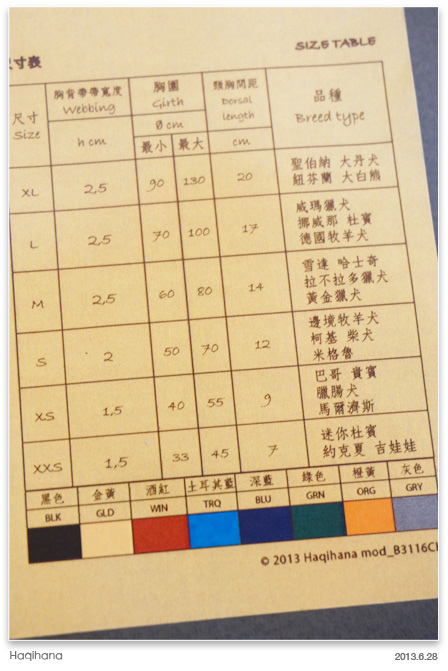 尺寸表
SIZE TABLE
尺寸
Size
胸背帶帶寬度
Webbing
h cm
胸圍
Girth
Ø cm
最小 最大
頸胸間距
Dorsal
length
cm
品種
Breed type
XL 2,5 90 130 20
聖伯納 大丹犬
紐芬蘭 大白熊
L 2,5 70 100 17
威瑪獵犬
挪威那 杜賓
德國牧羊犬
M 2,5 60 80 14
雪達 哈士奇
拉不拉多獵犬
黃金獵犬
S 2 50 70 12
邊境牧羊犬
柯基 柴犬
米格魯
XS 1,5 40 55 9
巴哥 貴賓
臘腸犬
馬爾濟斯
XXS 1,5 33 45 7
迷你杜賓
約克夏 吉娃娃
黑色 金黃 酒紅 土耳其藍 深藍 綠色 橙黃 灰色
BLK GLD WIN TRQ BLU GRN ORG GRY
© 2013 Haqihana mod_B3116C
Haqihana
2013.6.28